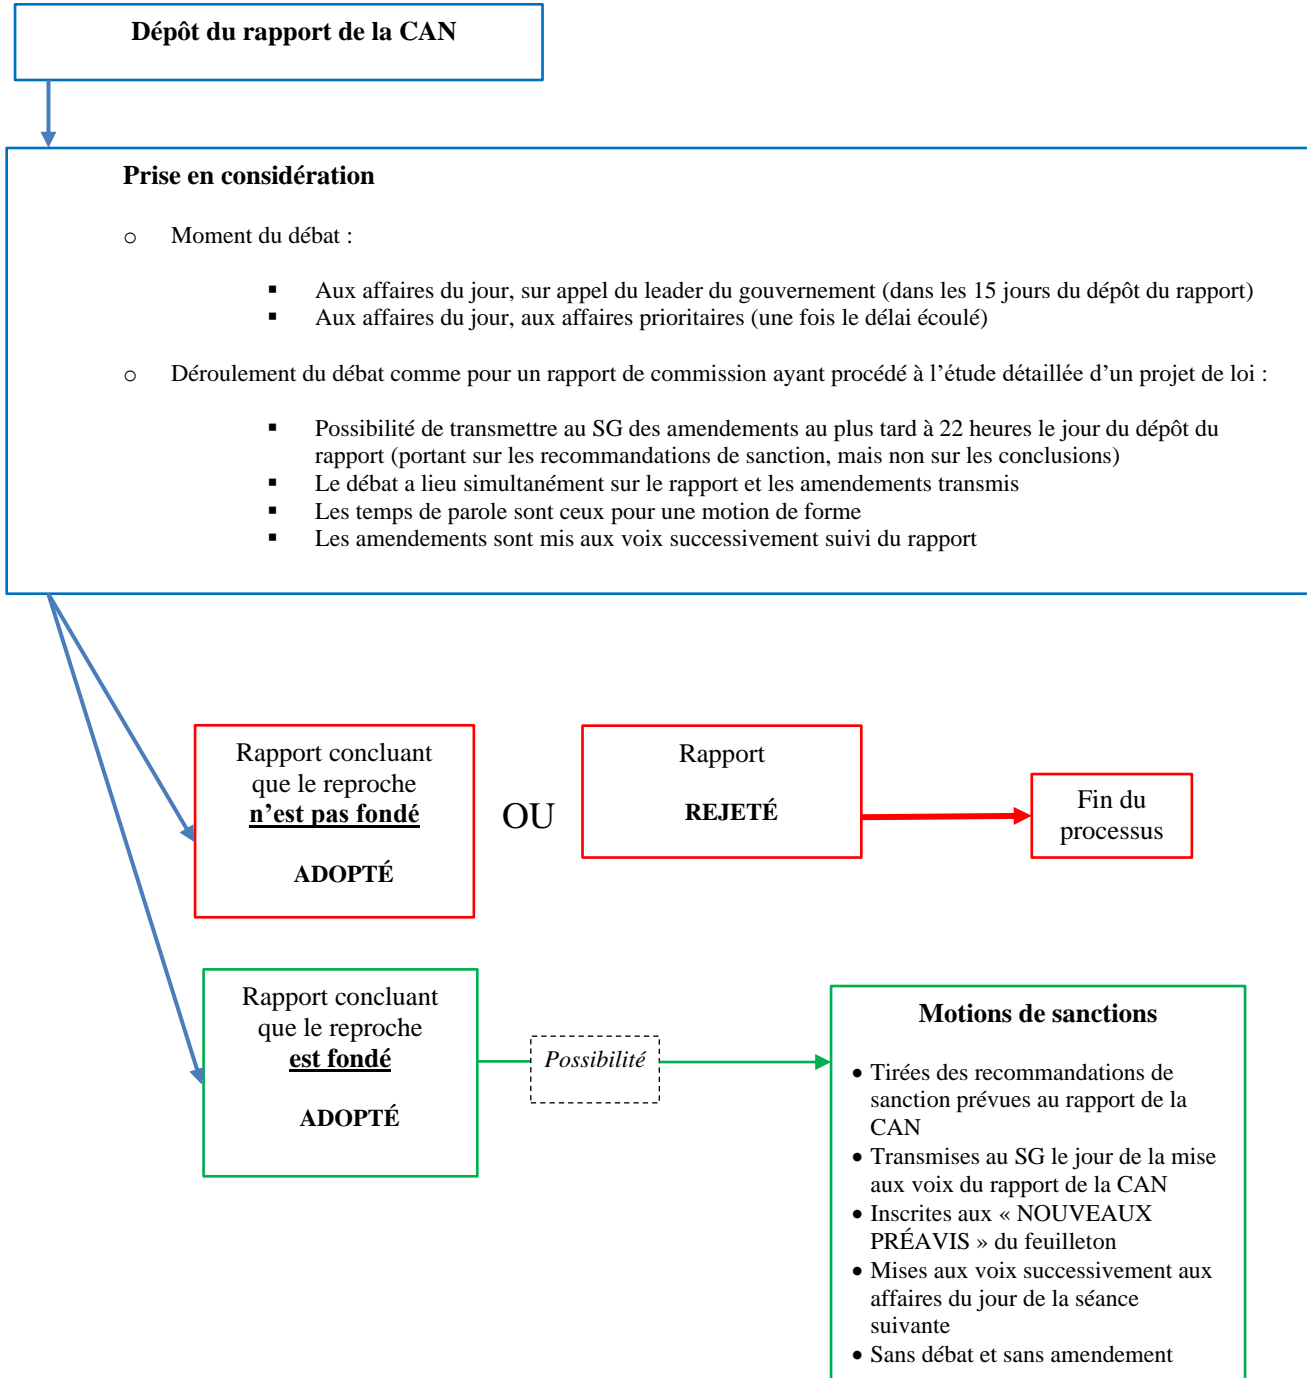 Dépôt du rapport de la CAN
Prise en considération
o Moment du débat :
▪ Aux affaires du jour, sur appel du leader du gouvernement (dans les 15 jours du dépôt du rapport)
▪ Aux affaires du jour, aux affaires prioritaires (une fois le délai écoulé)
o Déroulement du débat comme pour un rapport de commission ayant procédé à l’étude détaillée d’un projet de loi :
▪ Possibilité de transmettre au SG des amendements au plus tard à 22 heures le jour du dépôt du
rapport (portant sur les recommandations de sanction, mais non sur les conclusions)
▪ Le débat a lieu simultanément sur le rapport et les amendements transmis
▪ Les temps de parole sont ceux pour une motion de forme
▪ Les amendements sont mis aux voix successivement suivi du rapport
Rapport concluant
que le reproche
n’est pas fondé
ADOPTÉ
OU
Rapport
REJETÉ
Fin du
processus
Rapport concluant
que le reproche
est fondé
ADOPTÉ
Possibilité
Motions de sanctions
• Tirées des recommandations de
sanction prévues au rapport de la
CAN
• Transmises au SG le jour de la mise
aux voix du rapport de la CAN
• Inscrites aux « NOUVEAUX
PRÉAVIS » du feuilleton
• Mises aux voix successivement aux
affaires du jour de la séance
suivante
• Sans débat et sans amendement